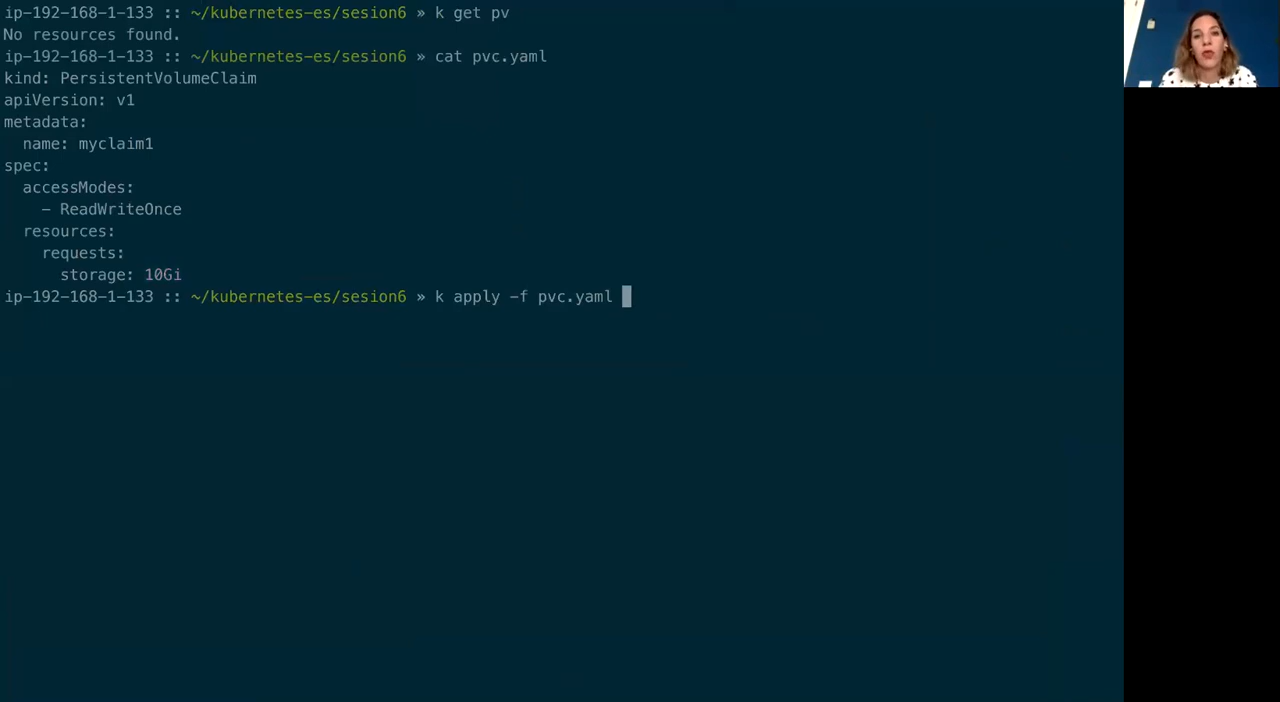 ip-192-168-1-133 :: ~/kubernetes-es/sesion6 » k get pv
No resources found.
ip-192-168-1-133 :: ~/kubernetes-es/sesion6 » cat pvc.yaml
kind: PersistentVolumeClaim
apiVersion: v1
metadata:
  name: myclaim1
spec:
  accessModes:
    – ReadWriteOnce
  resources:
    requests:
      storage: 10Gi
ip-192-168-1-133 :: ~/kubernetes-es/sesion6 » k apply –f pvc.yaml